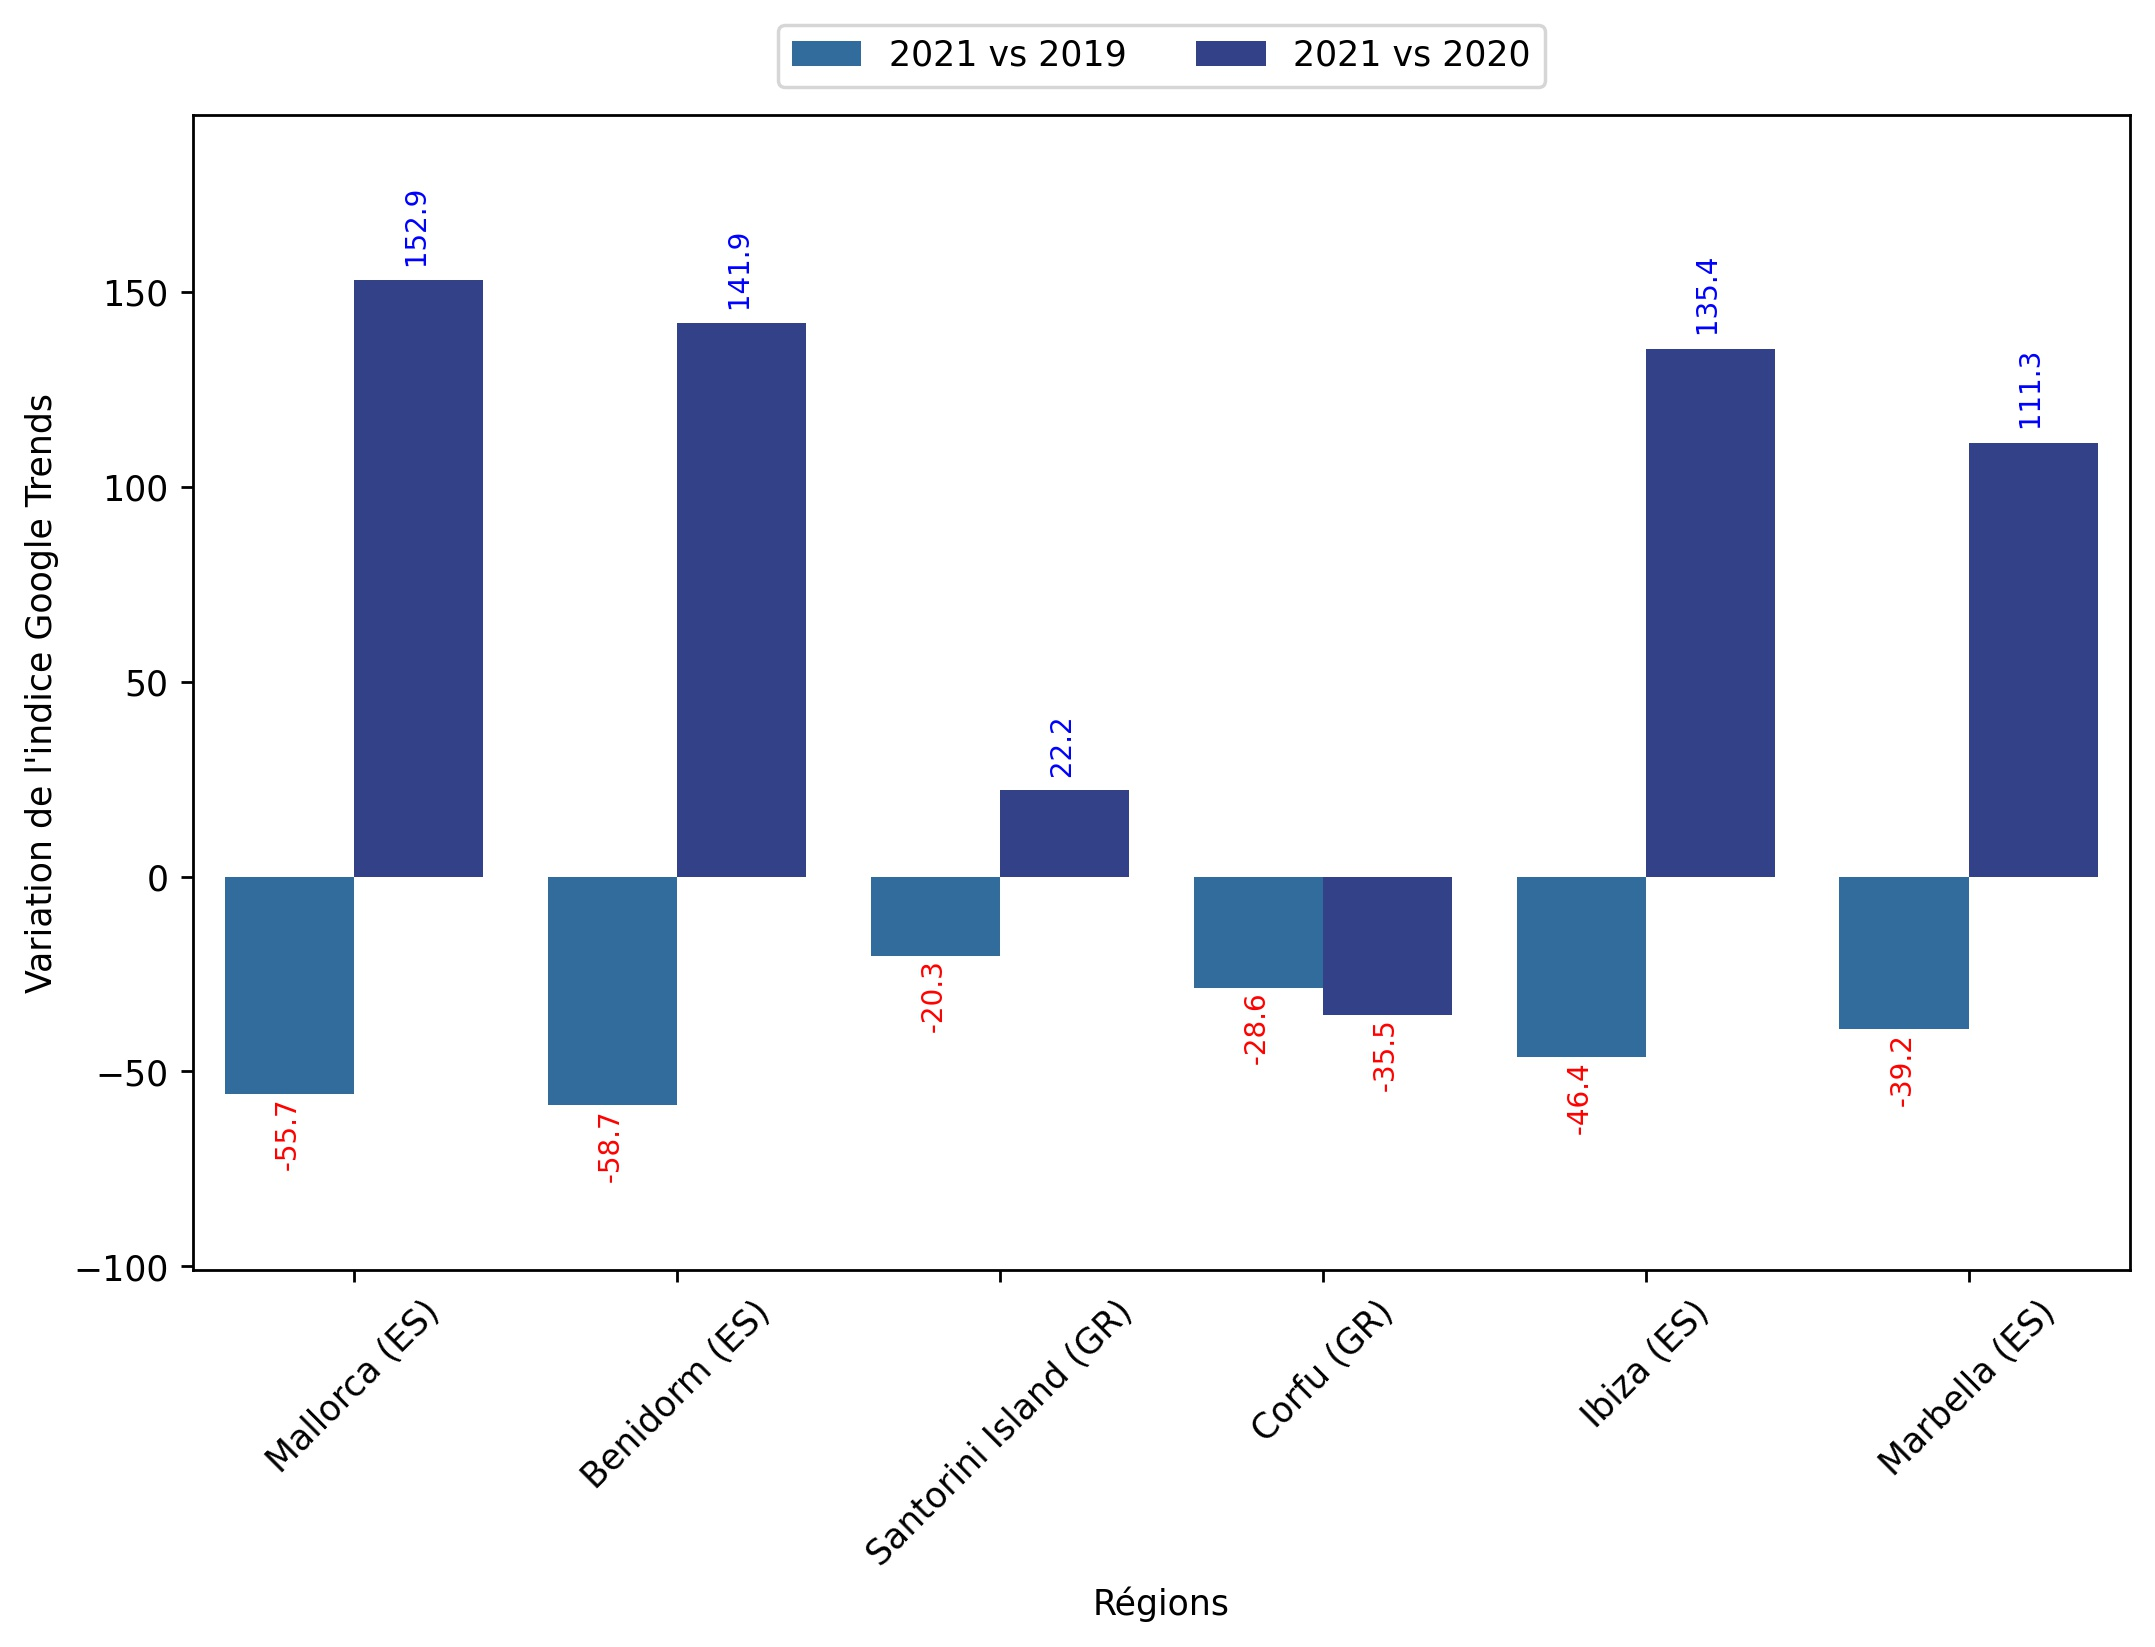 2021 vs 2019
2021 vs 2020
Variation de l'indice Google Trends
150
100
50
0
−50
−100
152.9
141.9
22.2
135.4
111.3
-55.7
-58.7
-20.3
-28.6
-35.5
-46.4
-39.2
Mallorca (ES)
Benidorm (ES)
Santorini Island (GR)
Corfu (GR)
Ibiza (ES)
Marbella (ES)
Régions